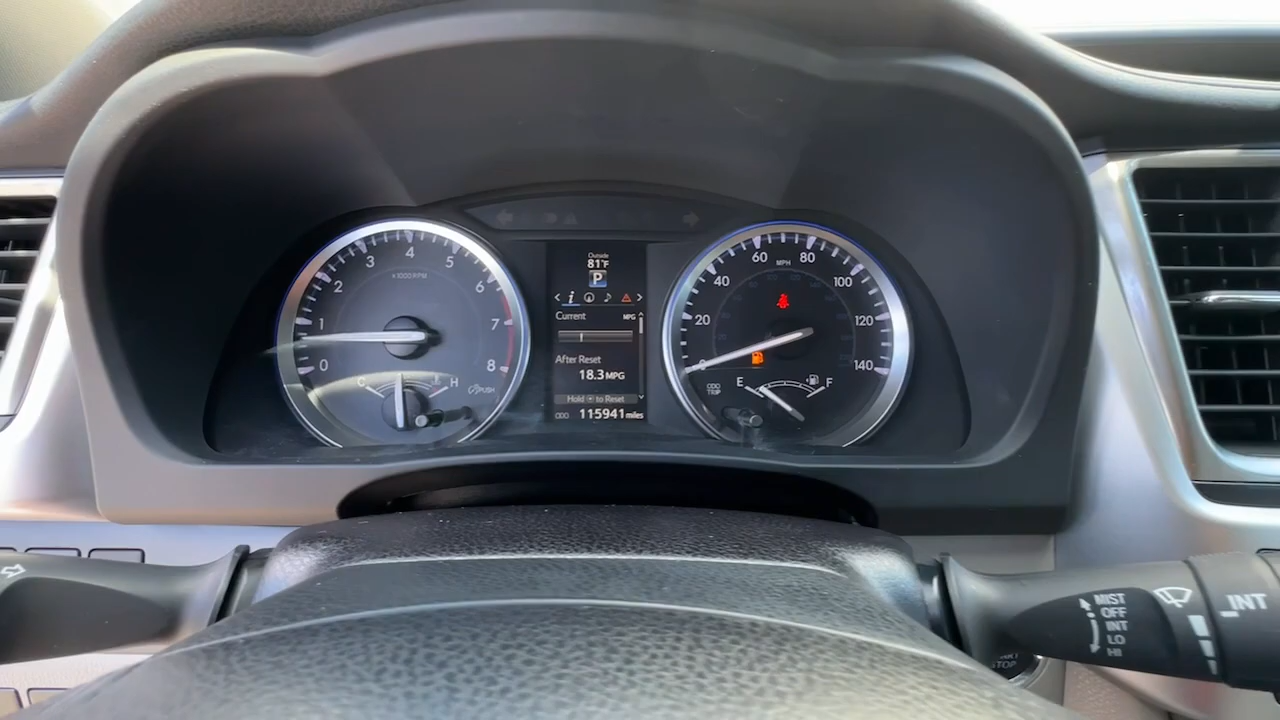 Outside
81°F
P
Current MPG
After Reset
18.3 MPG
Hold to Reset
ODO 115941 miles
0
1
2
3
4
5
6
7
8
x1000RPM
C H
PUSH
0
20
40
60
80
100
120
140
MPH
ODO
TRIP
E F
MIST
OFF
INT
LO
HI
INT
STOP